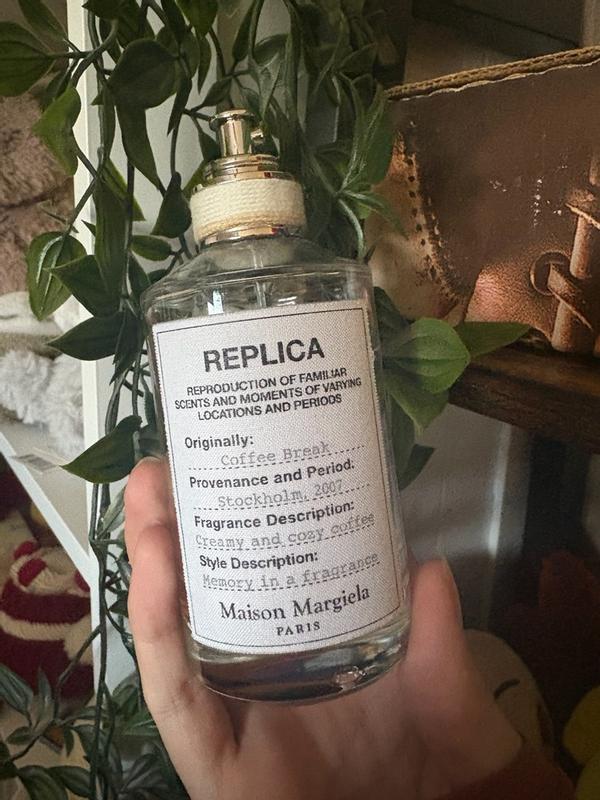 REPLICA
REPRODUCTION OF FAMILIAR
SCENTS AND MOMENTS OF VARYING
LOCATIONS AND PERIODS
Originally:
Coffee Break
Provenance and Period:
Stockholm, 2007
Fragrance Description:
Creamy and cozy coffee
Style Description:
Memory in a fragrance
Maison Margiela
PARIS